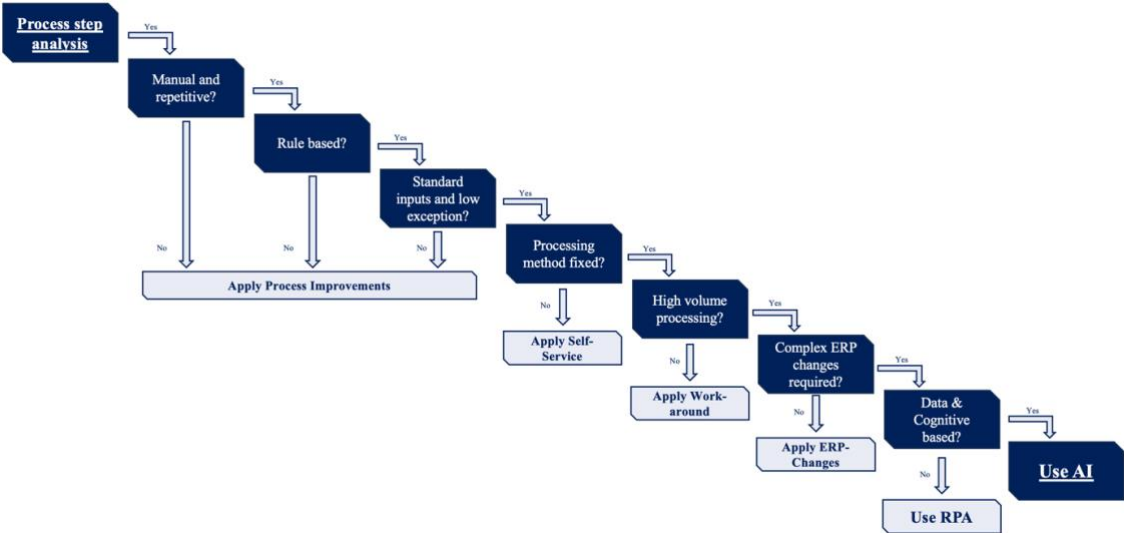 Process step
analysis
Yes
Manual and
repetitive?
Yes
Rule based?
Yes
Standard
inputs and low
exception?
Yes
Processing
method fixed?
Yes
High volume
processing?
Yes
Complex ERP
changes
required?
Yes
Data &
Cognitive
based?
Yes
Use AI
No
No
No
Apply Process Improvements
No
Apply Self-
Service
No
Apply Work-
around
No
Apply ERP-
Changes
No
Use RPA